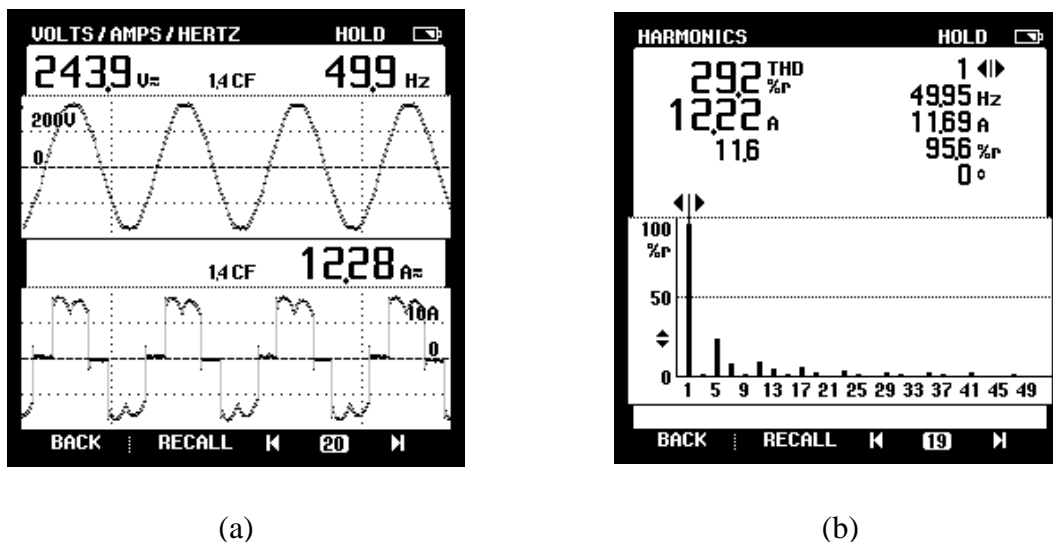 VOLTS / AMPS / HERTZ HOLD
243,9 V≂ 1,4 CF 49,9 Hz
200V
0
1,4 CF 12,28 A≂
10A
0
BACK RECALL 20
(a)
HARMONICS HOLD
29,2 THD %r 1
12,22 A 49,95 Hz
11,6 11,69 A
95,6 %r
0 °
100
%r
50
0
1 5 9 13 17 21 25 29 33 37 41 45 49
BACK RECALL 19
(b)